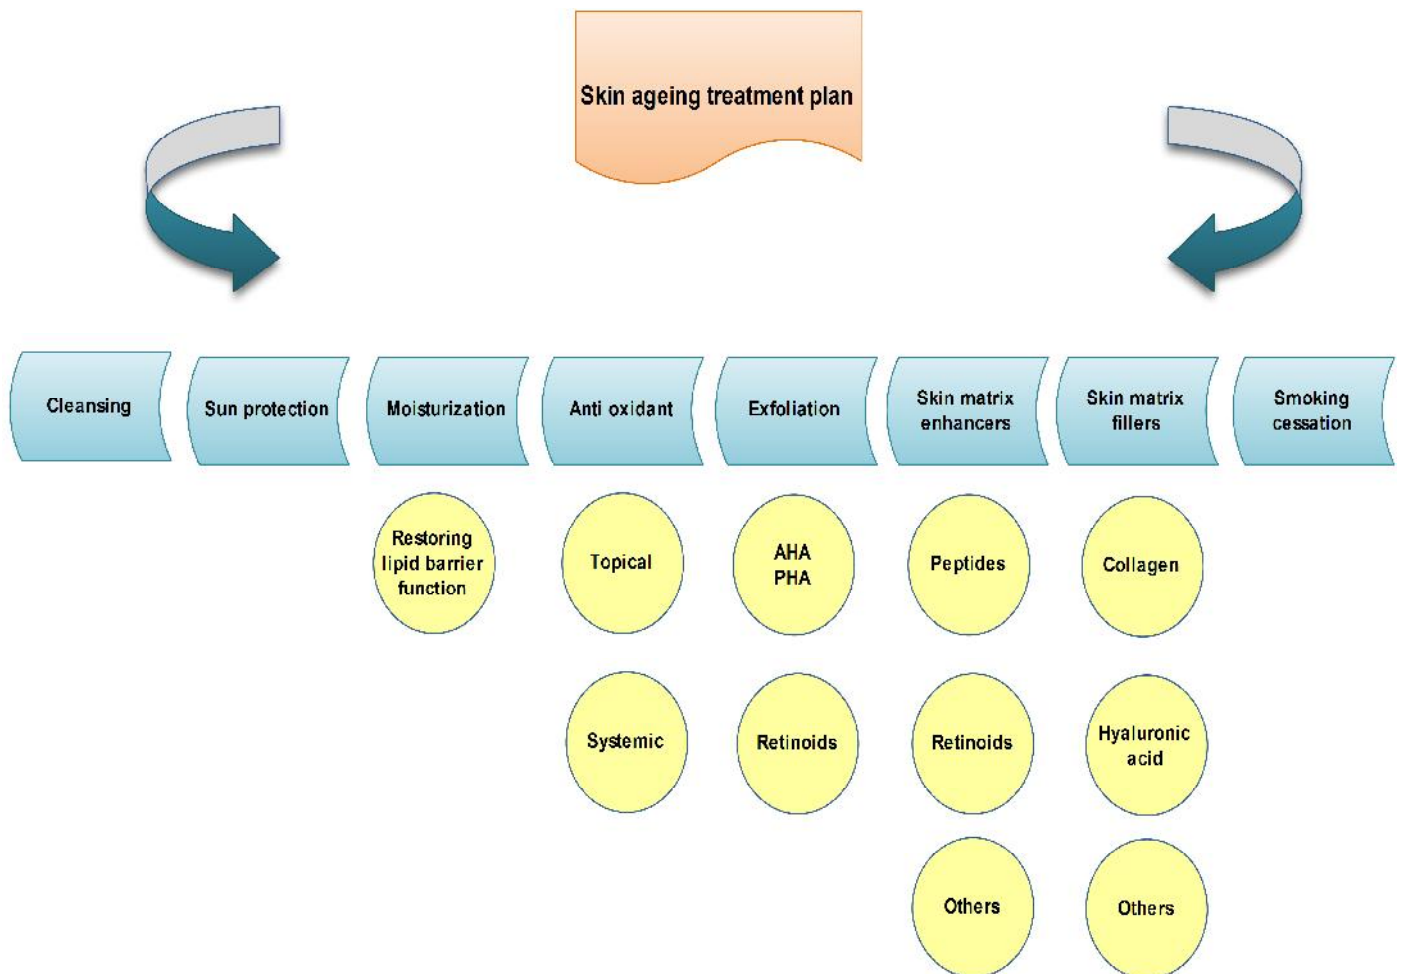 Skin ageing treatment plan
Cleansing
Sun protection
Moisturization
Anti oxidant
Exfoliation
Skin matrix
enhancers
Skin matrix
fillers
Smoking
cessation
Restoring
lipid barrier
function
Topical
AHA
PHA
Peptides
Collagen
Systemic
Retinoids
Retinoids
Hyaluronic
acid
Others
Others